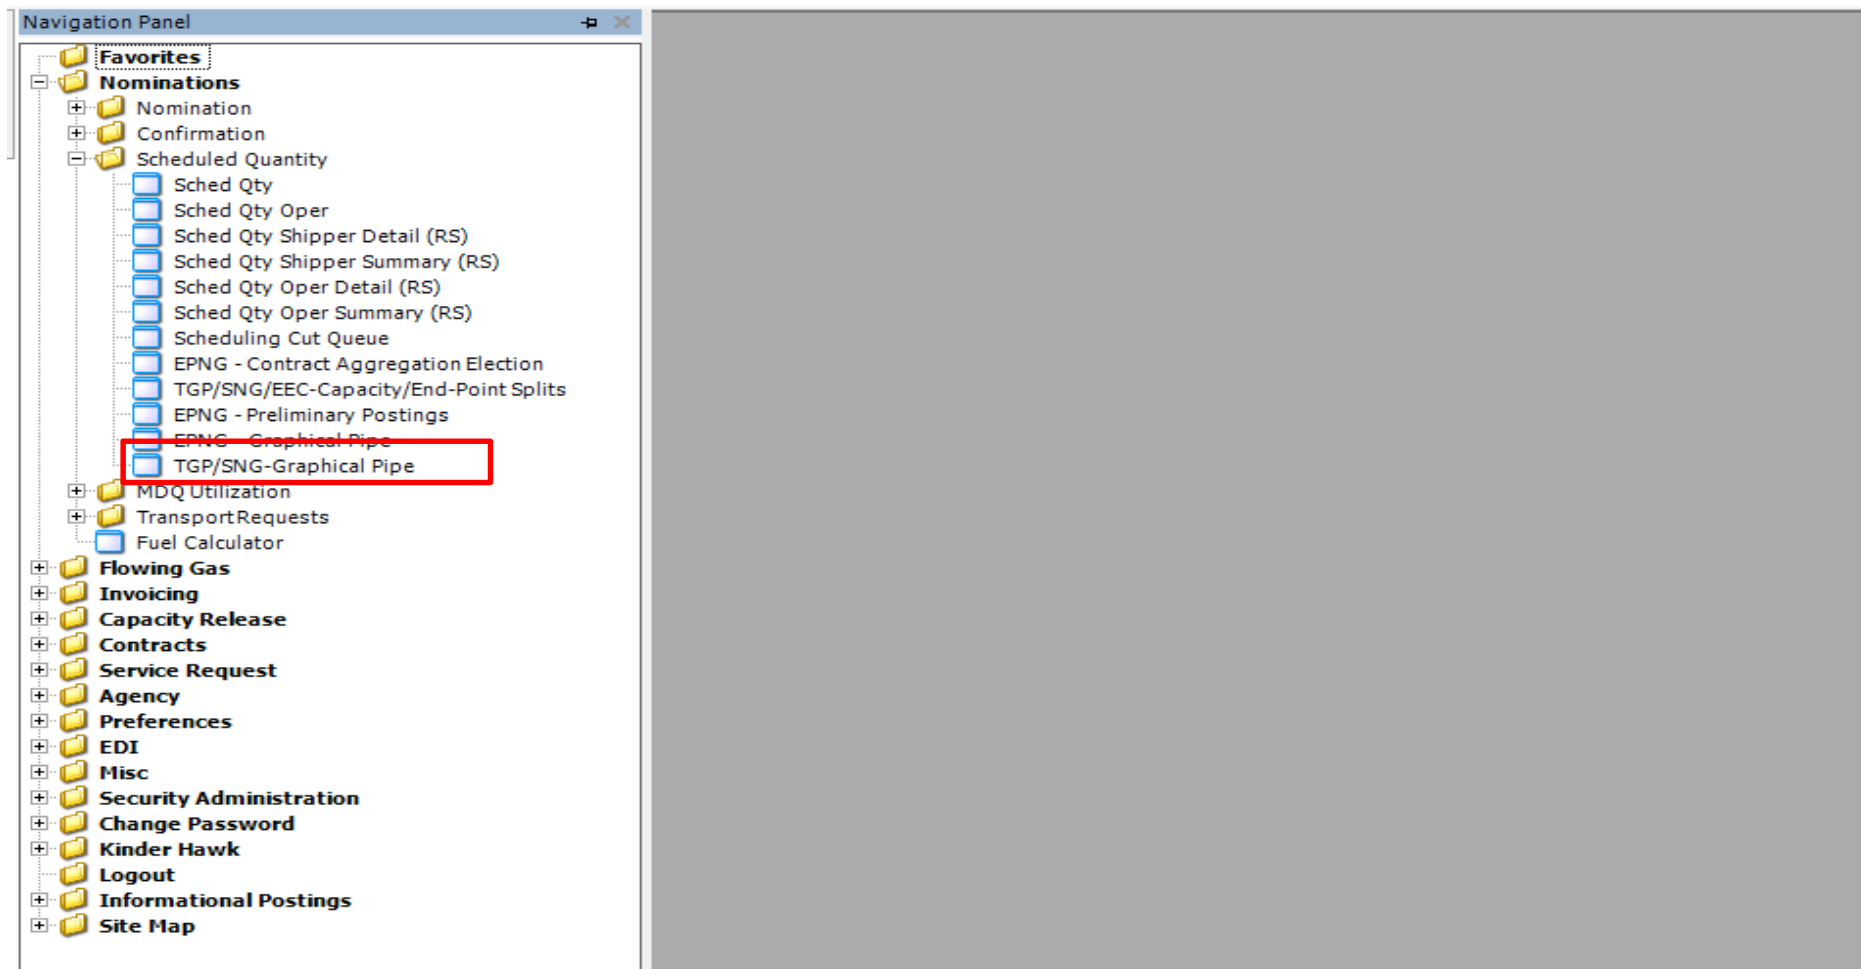 Navigation Panel
Favorites
Nominations
Nomination
Confirmation
Scheduled Quantity
Sched Qty
Sched Qty Oper
Sched Qty Shipper Detail (RS)
Sched Qty Shipper Summary (RS)
Sched Qty Oper Detail (RS)
Sched Qty Oper Summary (RS)
Scheduling Cut Queue
EPNG - Contract Aggregation Election
TGP/SNG/EEC-Capacity/End-Point Splits
EPNG - Preliminary Postings
EPNG - Graphical Pipe
TGP/SNG-Graphical Pipe
MDQ Utilization
Transport Requests
Fuel Calculator
Flowing Gas
Invoicing
Capacity Release
Contracts
Service Request
Agency
Preferences
EDI
Misc
Security Administration
Change Password
Kinder Hawk
Logout
Informational Postings
Site Map